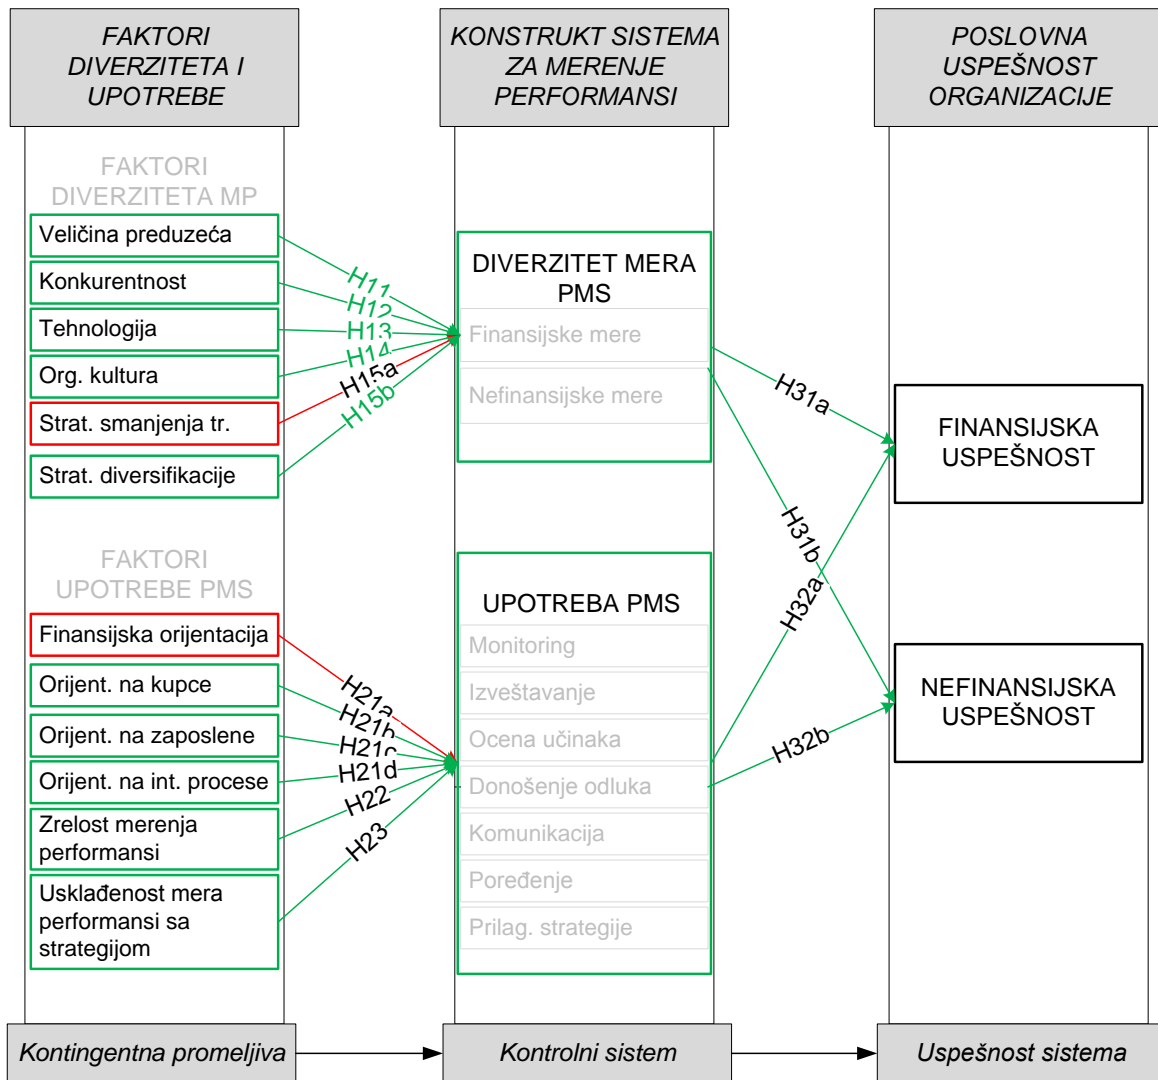 FAKTORI
DIVERZITETA I
UPOTREBE
KONSTRUKT SISTEMA
ZA MERENJE
PERFORMANSI
POSLOVNA
USPEŠNOST
ORGANIZACIJE
FAKTORI
DIVERZITETA MP
Veličina preduzeća
Konkurentnost
Tehnologija
Org. kultura
Strat. smanjenja tr.
Strat. diversifikacije
H11
H12
H13
H14
H15a
H15b
DIVERZITET MERA
PMS
Finansijske mere
Nefinansijske mere
H31a
H31b
H32a
H32b
FINANSIJSKA
USPEŠNOST
NEFINANSIJSKA
USPEŠNOST
FAKTORI
UPOTREBE PMS
Finansijska orijentacija
Orijent. na kupce
Orijent. na zaposlene
Orijent. na int. procese
Zrelost merenja
performansi
Usklađenost mera
performansi sa
strategijom
H21a
H21b
H21c
H21d
H22
H23
UPOTREBA PMS
Monitoring
Izveštavanje
Ocena učinaka
Donošenje odluka
Komunikacija
Poređenje
Prilag. strategije
Kontingentna promeljiva
Kontrolni sistem
Uspešnost sistema